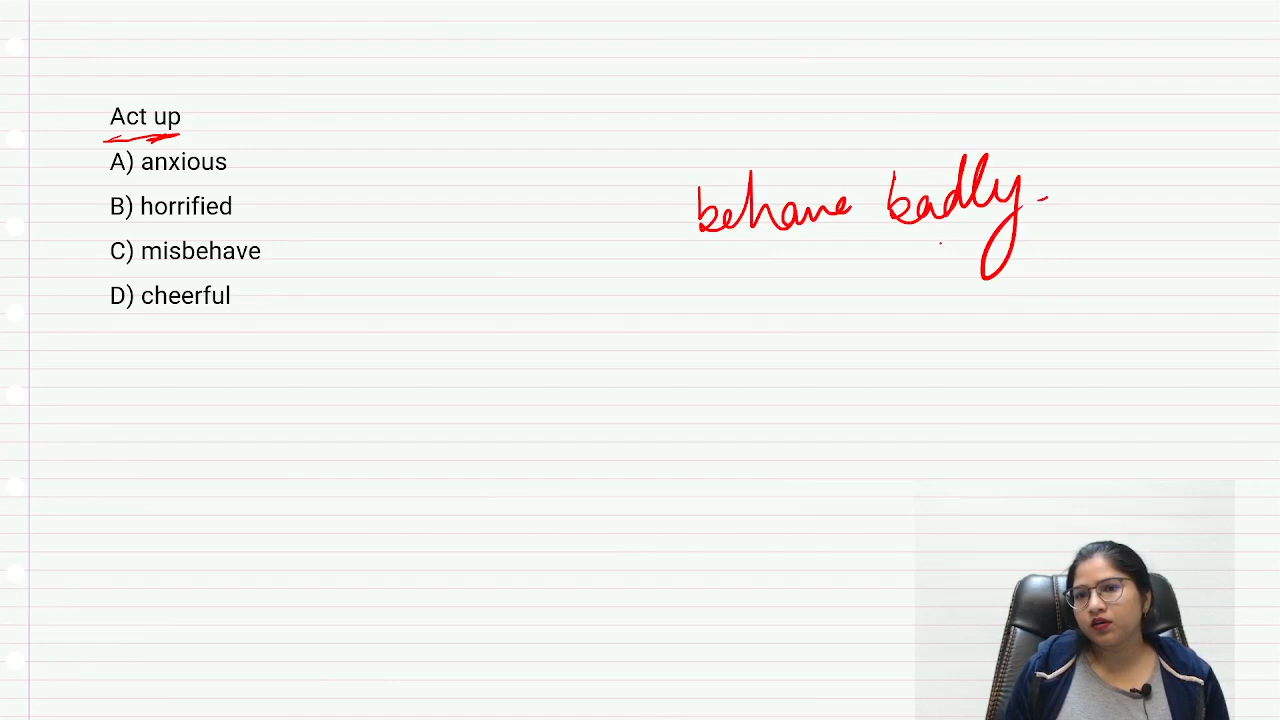 Act up
A) anxious
B) horrified
C) misbehave
D) cheerful
behave badly.